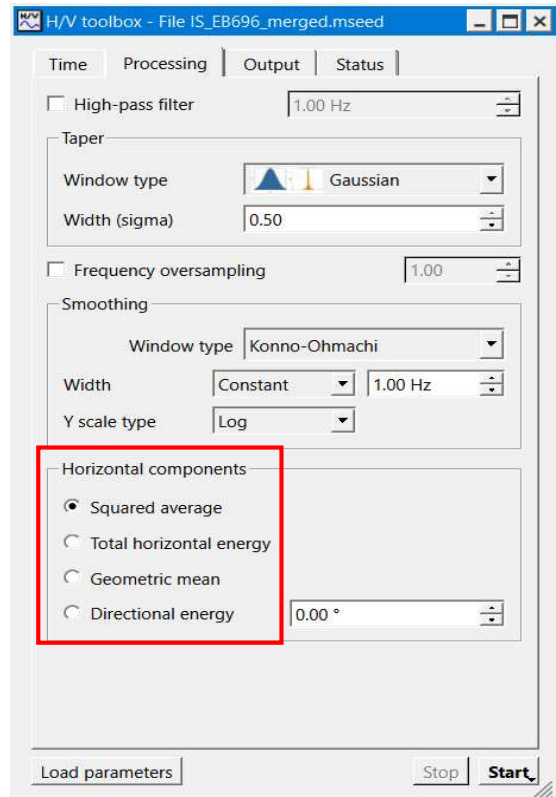 H/V toolbox - File IS_EB696_merged.mseed
Time Processing Output Status
High-pass filter 1.00 Hz
Taper
Window type Gaussian
Width (sigma) 0.50
Frequency oversampling 1.00
Smoothing
Window type Konno-Ohmachi
Width Constant 1.00 Hz
Y scale type Log
Horizontal components
Squared average
Total horizontal energy
Geometric mean
Directional energy 0.00 °
Load parameters Stop Start